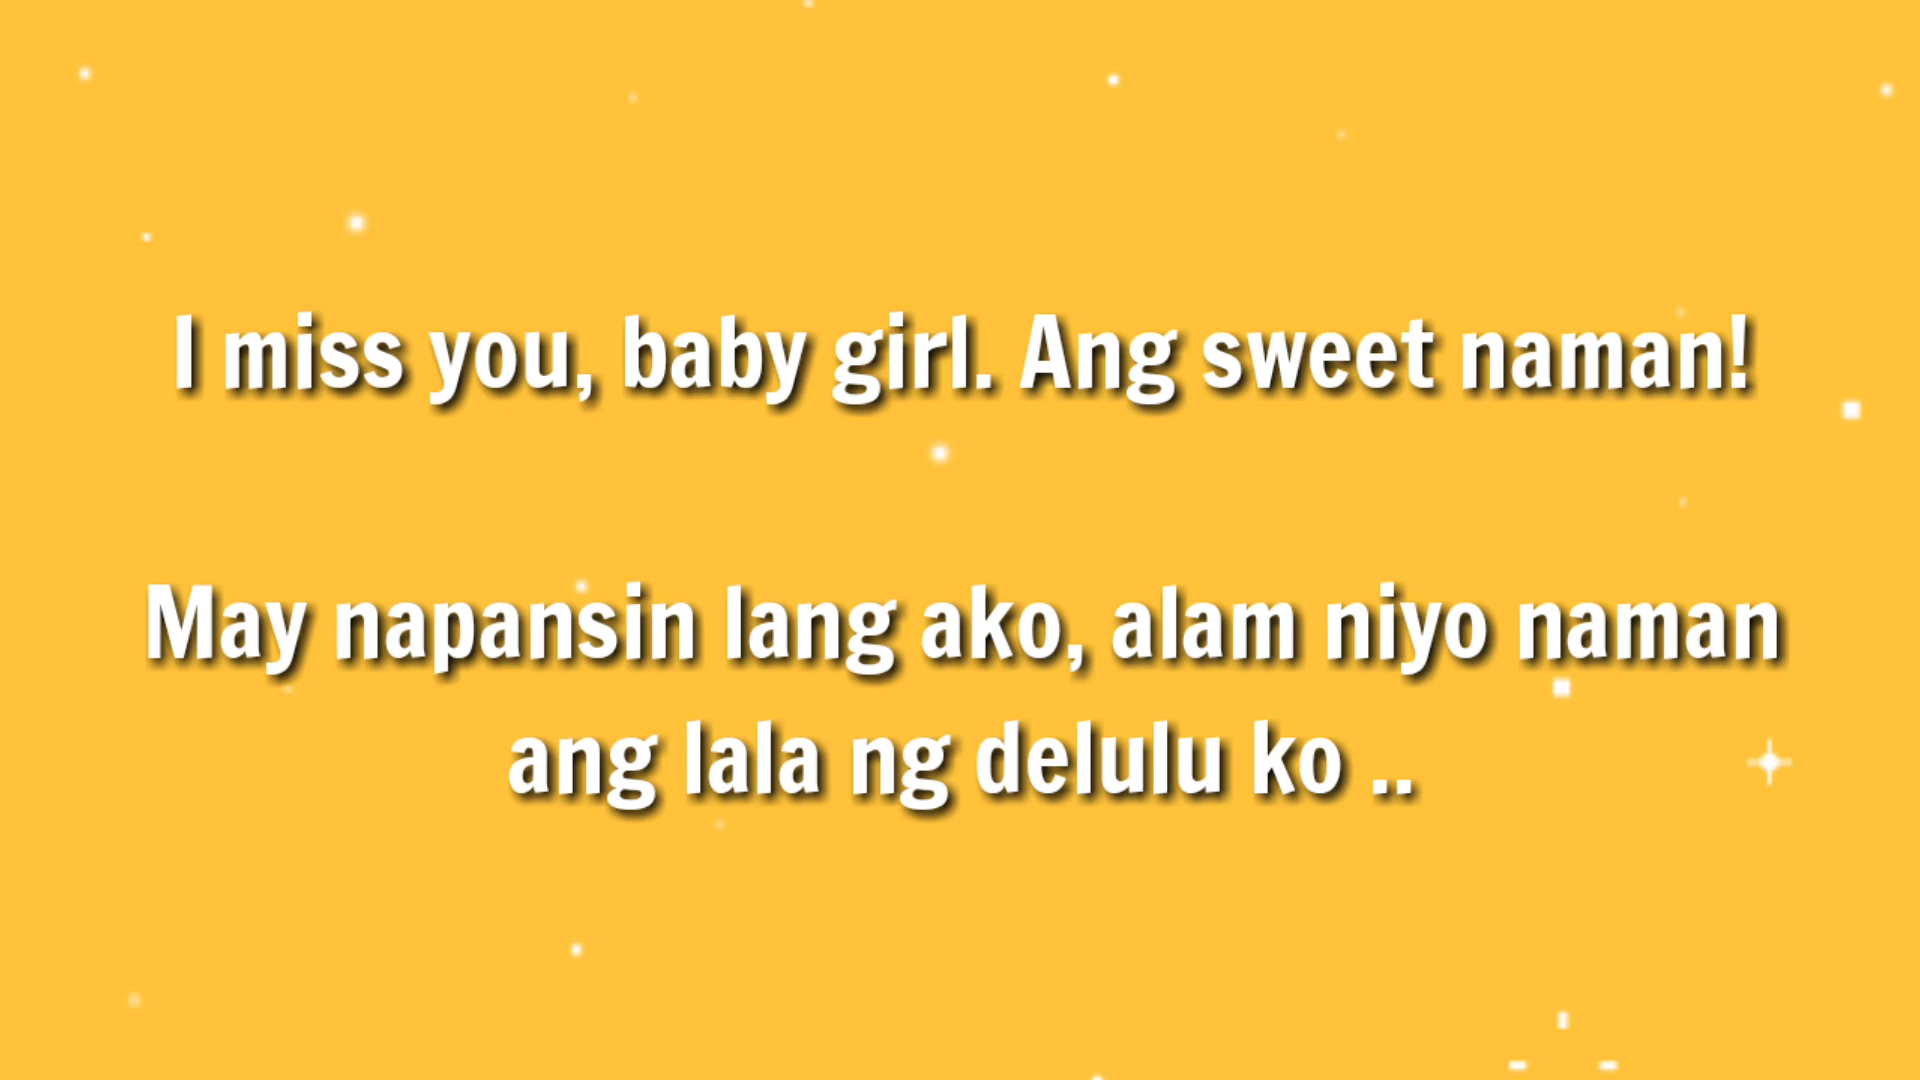 I miss you, baby girl. Ang sweet naman!
May napansin lang ako, alam niyo naman
ang lala ng delulu ko ..